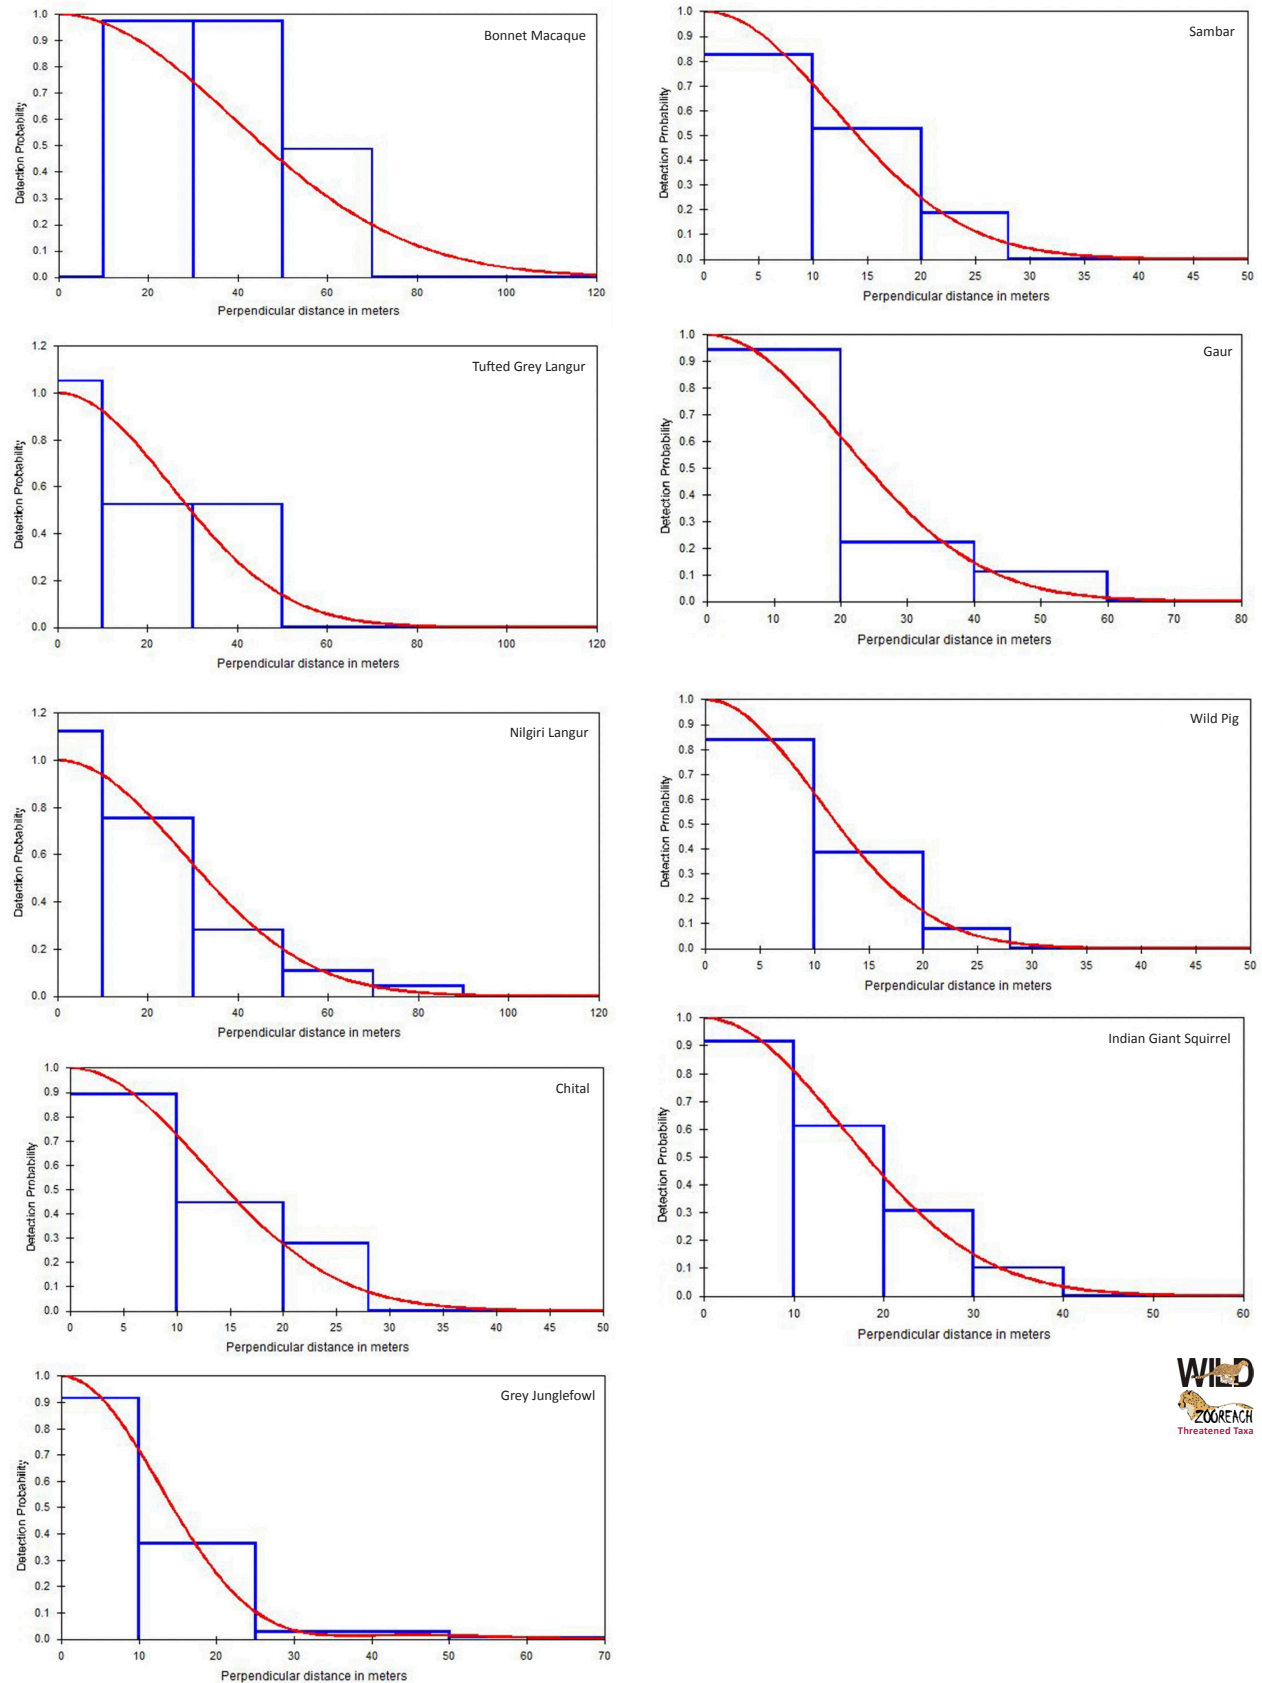 Bonnet Macaque
Detection Probability
1.0
0.9
0.8
0.7
0.6
0.5
0.4
0.3
0.2
0.1
0.0
0 20 40 60 80 100 120
Perpendicular distance in meters
Sambar
Detection Probability
1.0
0.9
0.8
0.7
0.6
0.5
0.4
0.3
0.2
0.1
0.0
0 5 10 15 20 25 30 35 40 45 50
Perpendicular distance in meters
Tufted Grey Langur
Detection Probability
1.2
1.0
0.8
0.6
0.4
0.2
0.0
0 20 40 60 80 100 120
Perpendicular distance in meters
Gaur
Detection Probability
1.0
0.9
0.8
0.7
0.6
0.5
0.4
0.3
0.2
0.1
0.0
0 10 20 30 40 50 60 70 80
Perpendicular distance in meters
Nilgiri Langur
Detection Probability
1.2
1.0
0.8
0.6
0.4
0.2
0.0
0 20 40 60 80 100 120
Perpendicular distance in meters
Wild Pig
Detection Probability
1.0
0.9
0.8
0.7
0.6
0.5
0.4
0.3
0.2
0.1
0.0
0 5 10 15 20 25 30 35 40 45 50
Perpendicular distance in meters
Chital
Detection Probability
1.0
0.9
0.8
0.7
0.6
0.5
0.4
0.3
0.2
0.1
0.0
0 5 10 15 20 25 30 35 40 45 50
Perpendicular distance in meters
Indian Giant Squirrel
Detection Probability
1.0
0.9
0.8
0.7
0.6
0.5
0.4
0.3
0.2
0.1
0.0
0 10 20 30 40 50 60
Perpendicular distance in meters
Grey Junglefowl
Detection Probability
1.0
0.9
0.8
0.7
0.6
0.5
0.4
0.3
0.2
0.1
0.0
0 10 20 30 40 50 60 70
Perpendicular distance in meters
WILD
ZOOREACH
Threatened Taxa